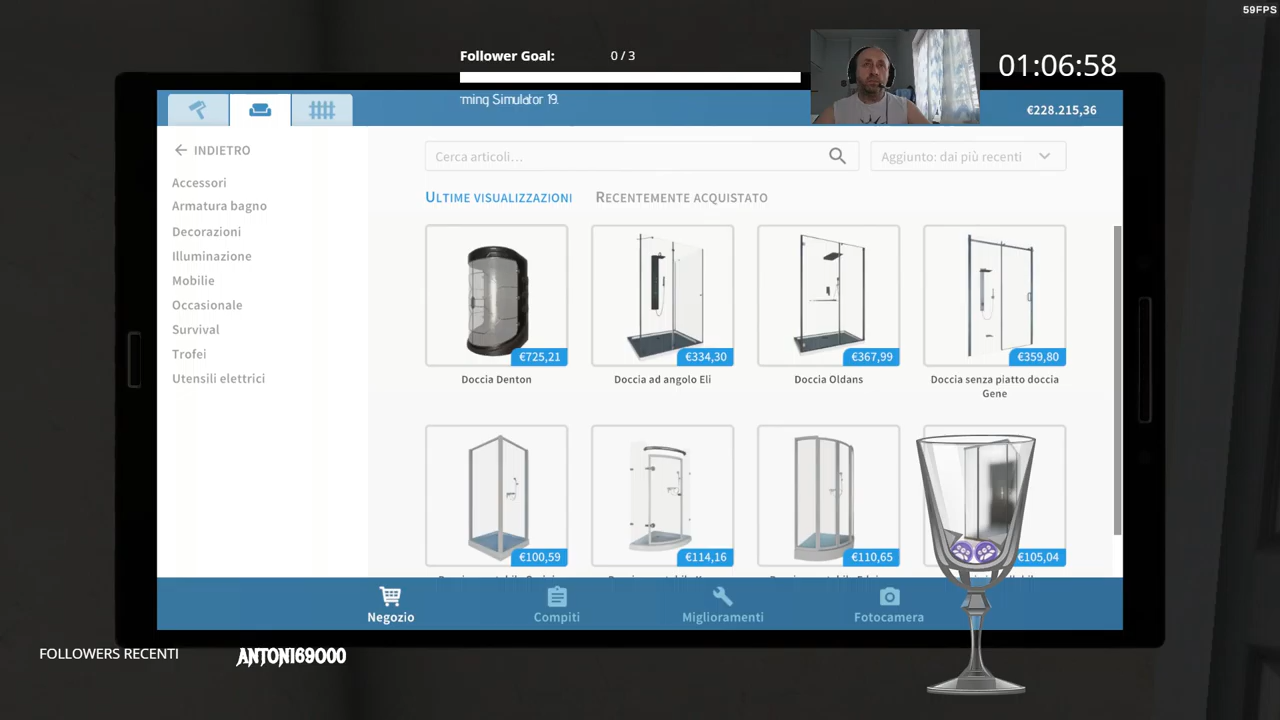 59FPS
Follower Goal: 0 / 3
01:06:58
rming Simulator 19.
€228.215,36
INDIETRO
Cerca articoli...
Aggiunto: dai più recenti
Accessori
Armatura bagno
Decorazioni
Illuminazione
Mobilie
Occasionale
Survival
Trofei
Utensili elettrici
ULTIME VISUALIZZAZIONI
RECENTEMENTE ACQUISTATO
€725,21
€334,30
€367,99
€359,80
Doccia Denton
Doccia ad angolo Eli
Doccia Oldans
Doccia senza piatto doccia
Gene
€100,59
€114,16
€110,65
€105,04
Negozio
Compiti
Miglioramenti
Fotocamera
FOLLOWERS RECENTI
ANTONI69000